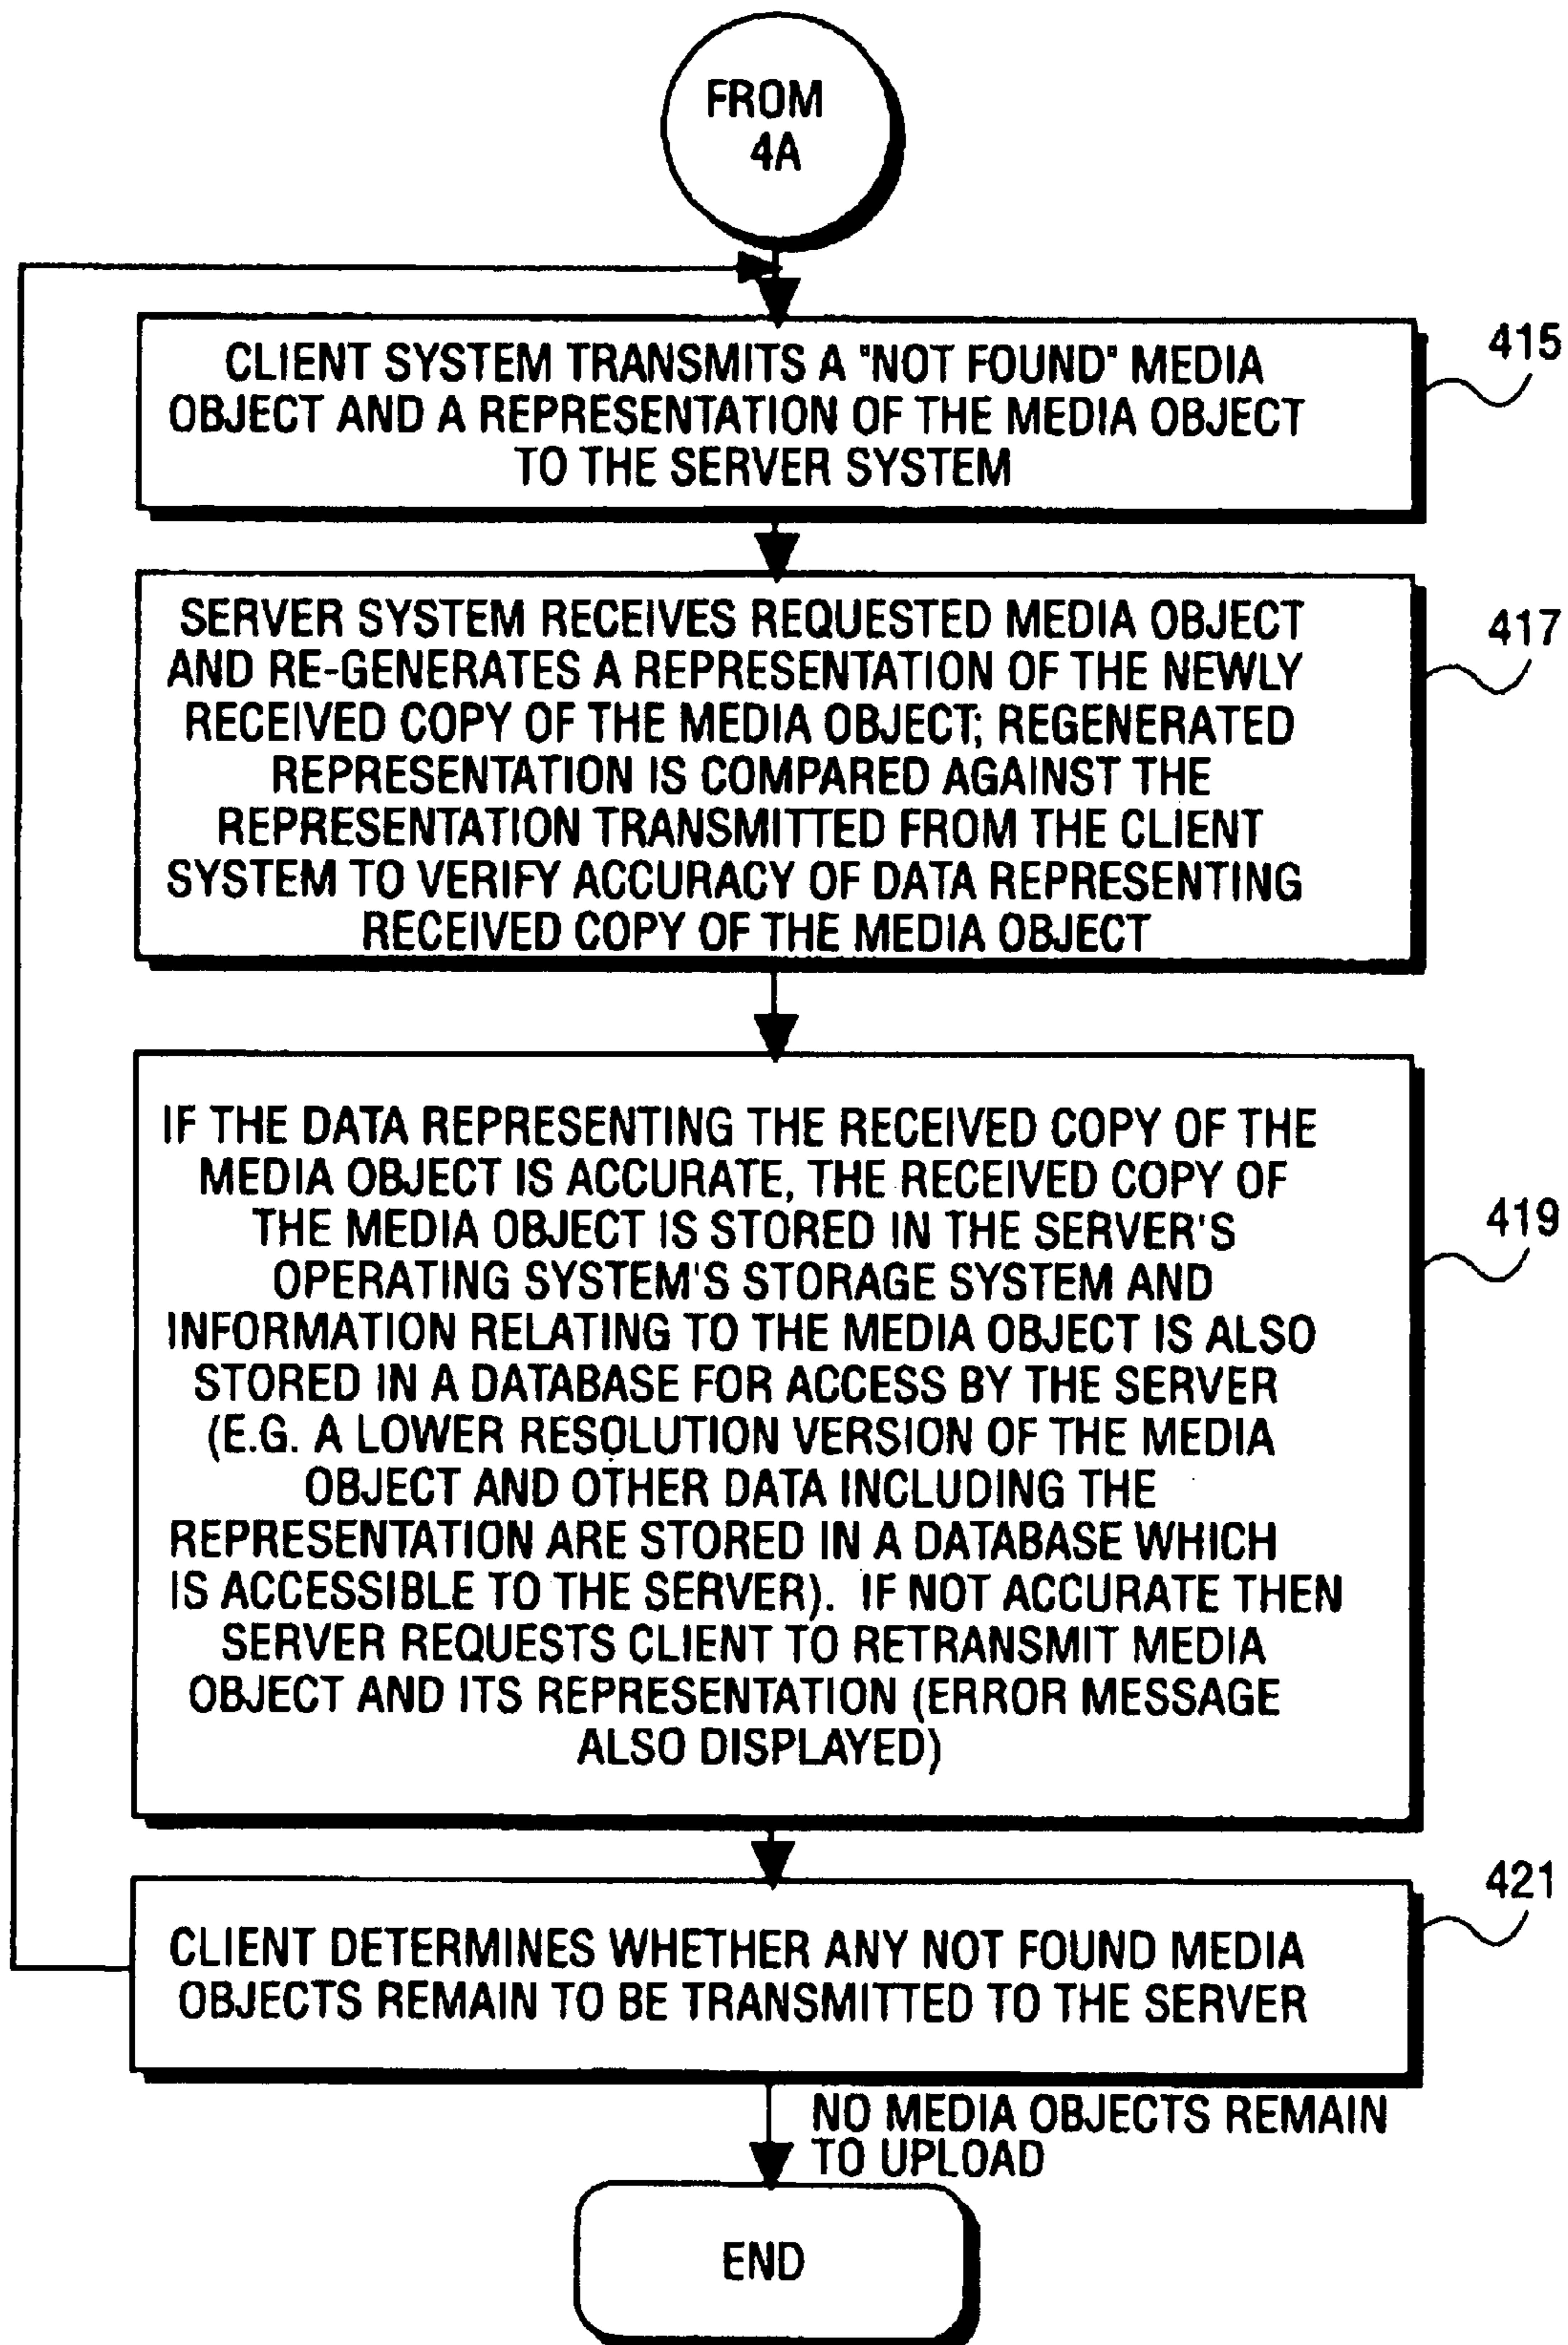 FROM
4A
415
CLIENT SYSTEM TRANSMITS A "NOT FOUND" MEDIA
OBJECT AND A REPRESENTATION OF THE MEDIA OBJECT
TO THE SERVER SYSTEM
417
SERVER SYSTEM RECEIVES REQUESTED MEDIA OBJECT
AND RE-GENERATES A REPRESENTATION OF THE NEWLY
RECEIVED COPY OF THE MEDIA OBJECT; REGENERATED
REPRESENTATION IS COMPARED AGAINST THE
REPRESENTATION TRANSMITTED FROM THE CLIENT
SYSTEM TO VERIFY ACCURACY OF DATA REPRESENTING
RECEIVED COPY OF THE MEDIA OBJECT
419
IF THE DATA REPRESENTING THE RECEIVED COPY OF THE
MEDIA OBJECT IS ACCURATE, THE RECEIVED COPY OF
THE MEDIA OBJECT IS STORED IN THE SERVER'S
OPERATING SYSTEM'S STORAGE SYSTEM AND
INFORMATION RELATING TO THE MEDIA OBJECT IS ALSO
STORED IN A DATABASE FOR ACCESS BY THE SERVER
(E.G. A LOWER RESOLUTION VERSION OF THE MEDIA
OBJECT AND OTHER DATA INCLUDING THE
REPRESENTATION ARE STORED IN A DATABASE WHICH
IS ACCESSIBLE TO THE SERVER). IF NOT ACCURATE THEN
SERVER REQUESTS CLIENT TO RETRANSMIT MEDIA
OBJECT AND ITS REPRESENTATION (ERROR MESSAGE
ALSO DISPLAYED)
421
CLIENT DETERMINES WHETHER ANY NOT FOUND MEDIA
OBJECTS REMAIN TO BE TRANSMITTED TO THE SERVER
NO MEDIA OBJECTS REMAIN
TO UPLOAD
END